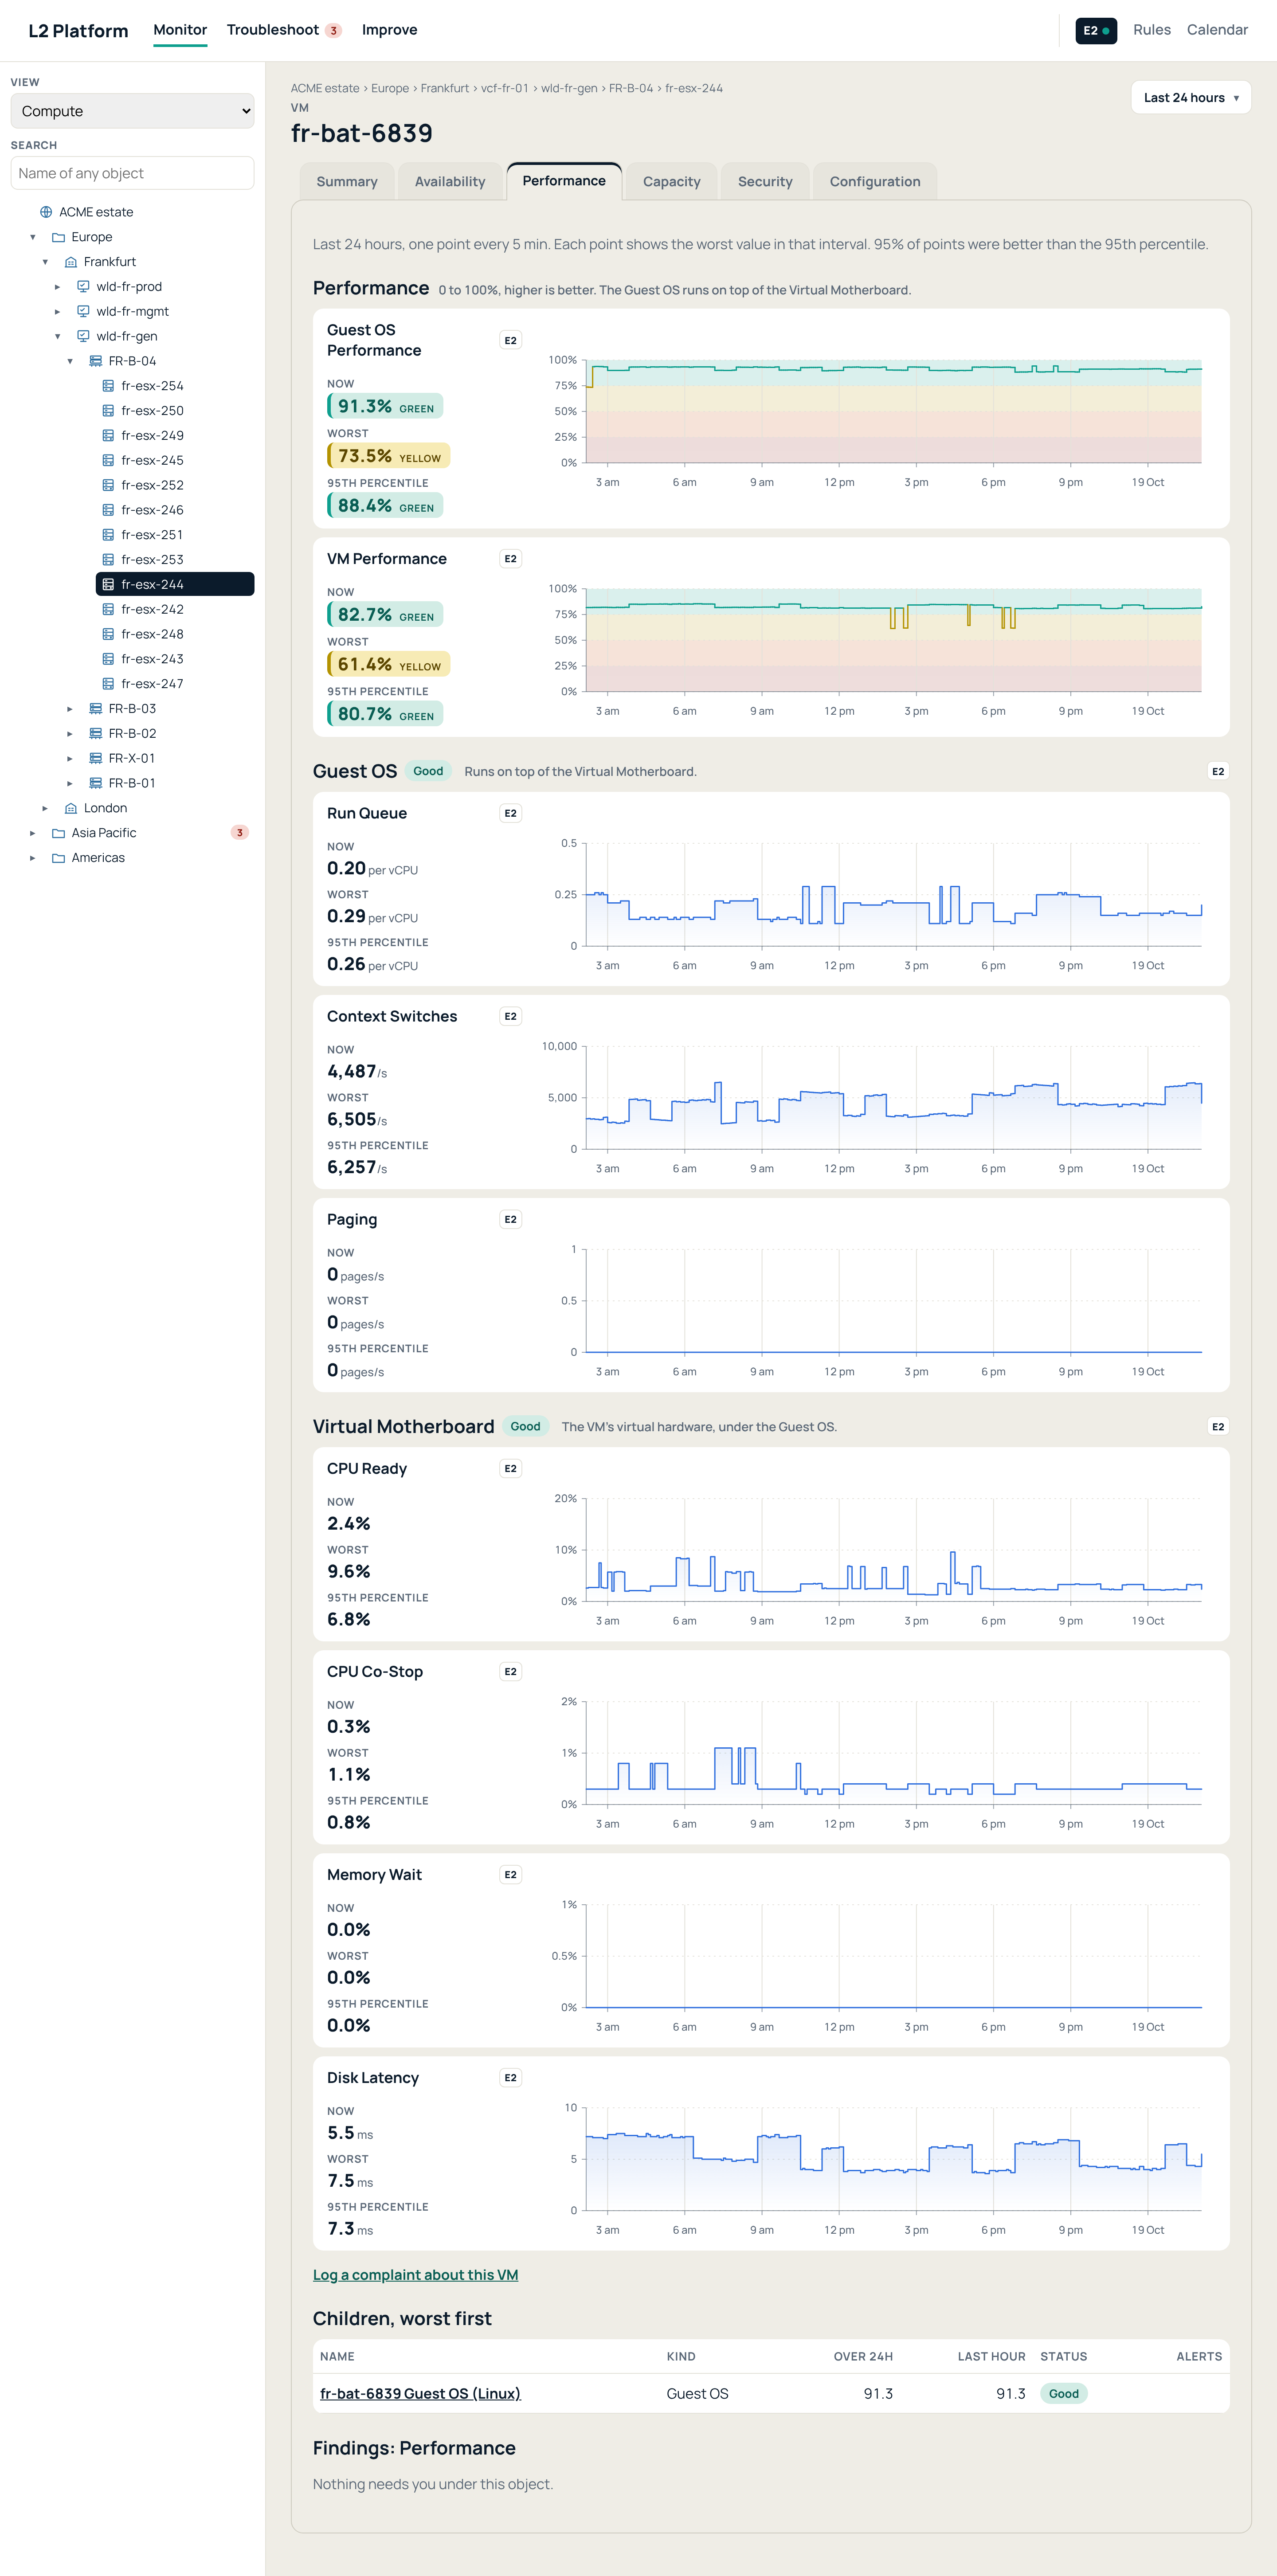 L2 Platform
Monitor
Troubleshoot 3
Improve
E2
Rules
Calendar
VIEW
Compute
SEARCH
Name of any object
ACME estate
Europe
Frankfurt
wld-fr-prod
wld-fr-mgmt
wld-fr-gen
FR-B-04
fr-esx-254
fr-esx-250
fr-esx-249
fr-esx-245
fr-esx-252
fr-esx-246
fr-esx-251
fr-esx-253
fr-esx-244
fr-esx-242
fr-esx-248
fr-esx-243
fr-esx-247
FR-B-03
FR-B-02
FR-X-01
FR-B-01
London
Asia Pacific 3
Americas
ACME estate › Europe › Frankfurt › vcf-fr-01 › wld-fr-gen › FR-B-04 › fr-esx-244
VM
fr-bat-6839
Last 24 hours
Summary
Availability
Performance
Capacity
Security
Configuration
Last 24 hours, one point every 5 min. Each point shows the worst value in that interval. 95% of points were better than the 95th percentile.
Performance 0 to 100%, higher is better. The Guest OS runs on top of the Virtual Motherboard.
Guest OS
Performance
E2
NOW
91.3% GREEN
WORST
73.5% YELLOW
95TH PERCENTILE
88.4% GREEN
100%
75%
50%
25%
0%
3 am 6 am 9 am 12 pm 3 pm 6 pm 9 pm 19 Oct
VM Performance
E2
NOW
82.7% GREEN
WORST
61.4% YELLOW
95TH PERCENTILE
80.7% GREEN
100%
75%
50%
25%
0%
3 am 6 am 9 am 12 pm 3 pm 6 pm 9 pm 19 Oct
Guest OS Good Runs on top of the Virtual Motherboard. E2
Run Queue
E2
NOW
0.20 per vCPU
WORST
0.29 per vCPU
95TH PERCENTILE
0.26 per vCPU
0.5
0.25
0
3 am 6 am 9 am 12 pm 3 pm 6 pm 9 pm 19 Oct
Context Switches
E2
NOW
4,487/s
WORST
6,505/s
95TH PERCENTILE
6,257/s
10,000
5,000
0
3 am 6 am 9 am 12 pm 3 pm 6 pm 9 pm 19 Oct
Paging
E2
NOW
0 pages/s
WORST
0 pages/s
95TH PERCENTILE
0 pages/s
1
0.5
0
3 am 6 am 9 am 12 pm 3 pm 6 pm 9 pm 19 Oct
Virtual Motherboard Good The VM's virtual hardware, under the Guest OS. E2
CPU Ready
E2
NOW
2.4%
WORST
9.6%
95TH PERCENTILE
6.8%
20%
10%
0%
3 am 6 am 9 am 12 pm 3 pm 6 pm 9 pm 19 Oct
CPU Co-Stop
E2
NOW
0.3%
WORST
1.1%
95TH PERCENTILE
0.8%
2%
1%
0%
3 am 6 am 9 am 12 pm 3 pm 6 pm 9 pm 19 Oct
Memory Wait
E2
NOW
0.0%
WORST
0.0%
95TH PERCENTILE
0.0%
1%
0.5%
0%
3 am 6 am 9 am 12 pm 3 pm 6 pm 9 pm 19 Oct
Disk Latency
E2
NOW
5.5 ms
WORST
7.5 ms
95TH PERCENTILE
7.3 ms
10
5
0
3 am 6 am 9 am 12 pm 3 pm 6 pm 9 pm 19 Oct
Log a complaint about this VM
Children, worst first
NAME KIND OVER 24H LAST HOUR STATUS ALERTS
fr-bat-6839 Guest OS (Linux) Guest OS 91.3 91.3 Good
Findings: Performance
Nothing needs you under this object.